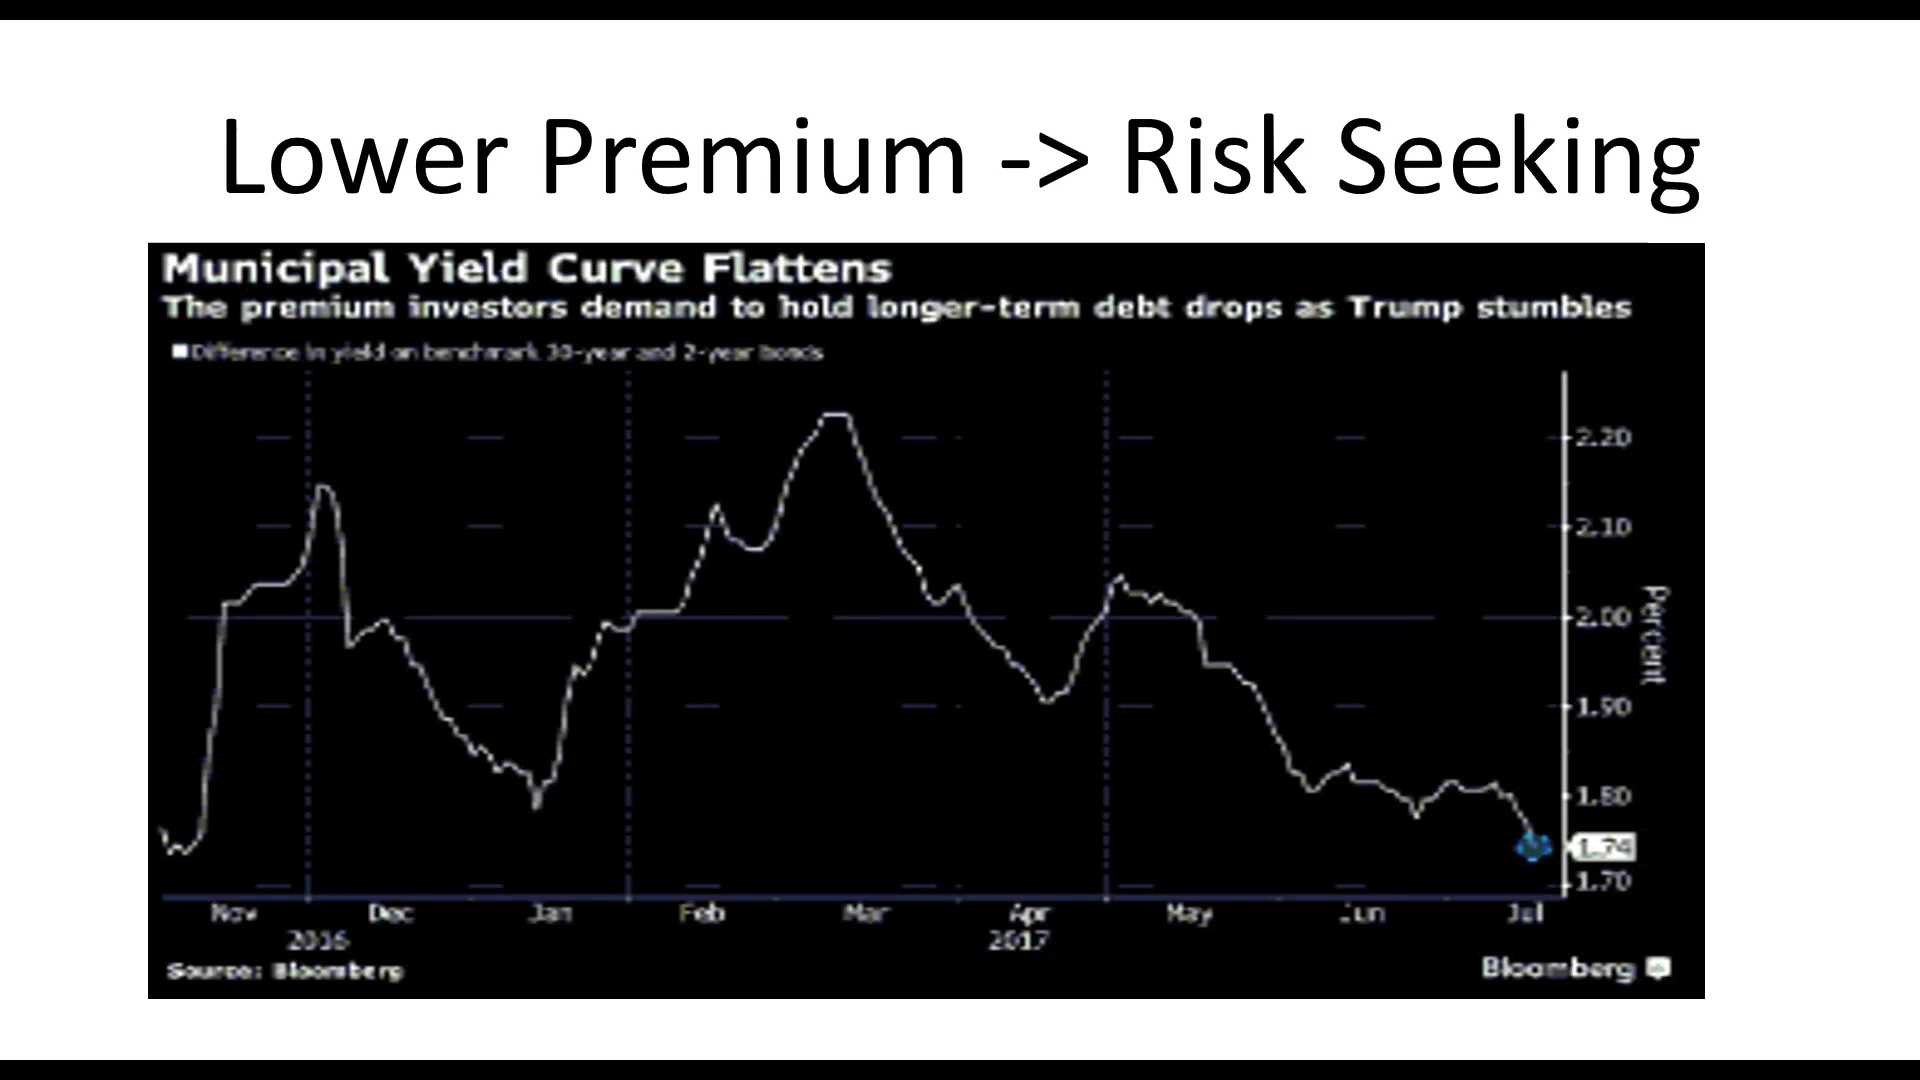 Lower Premium -> Risk Seeking
Municipal Yield Curve Flattens
The premium investors demand to hold longer-term debt drops as Trump stumbles
Difference in yield on benchmark 30-year and 2-year bonds
2.20
2.10
2.00
1.90
1.80
1.74
1.70
Percent
Nov Dec Jan Feb Mar Apr May Jun Jul
2016 2017
Source: Bloomberg
Bloomberg